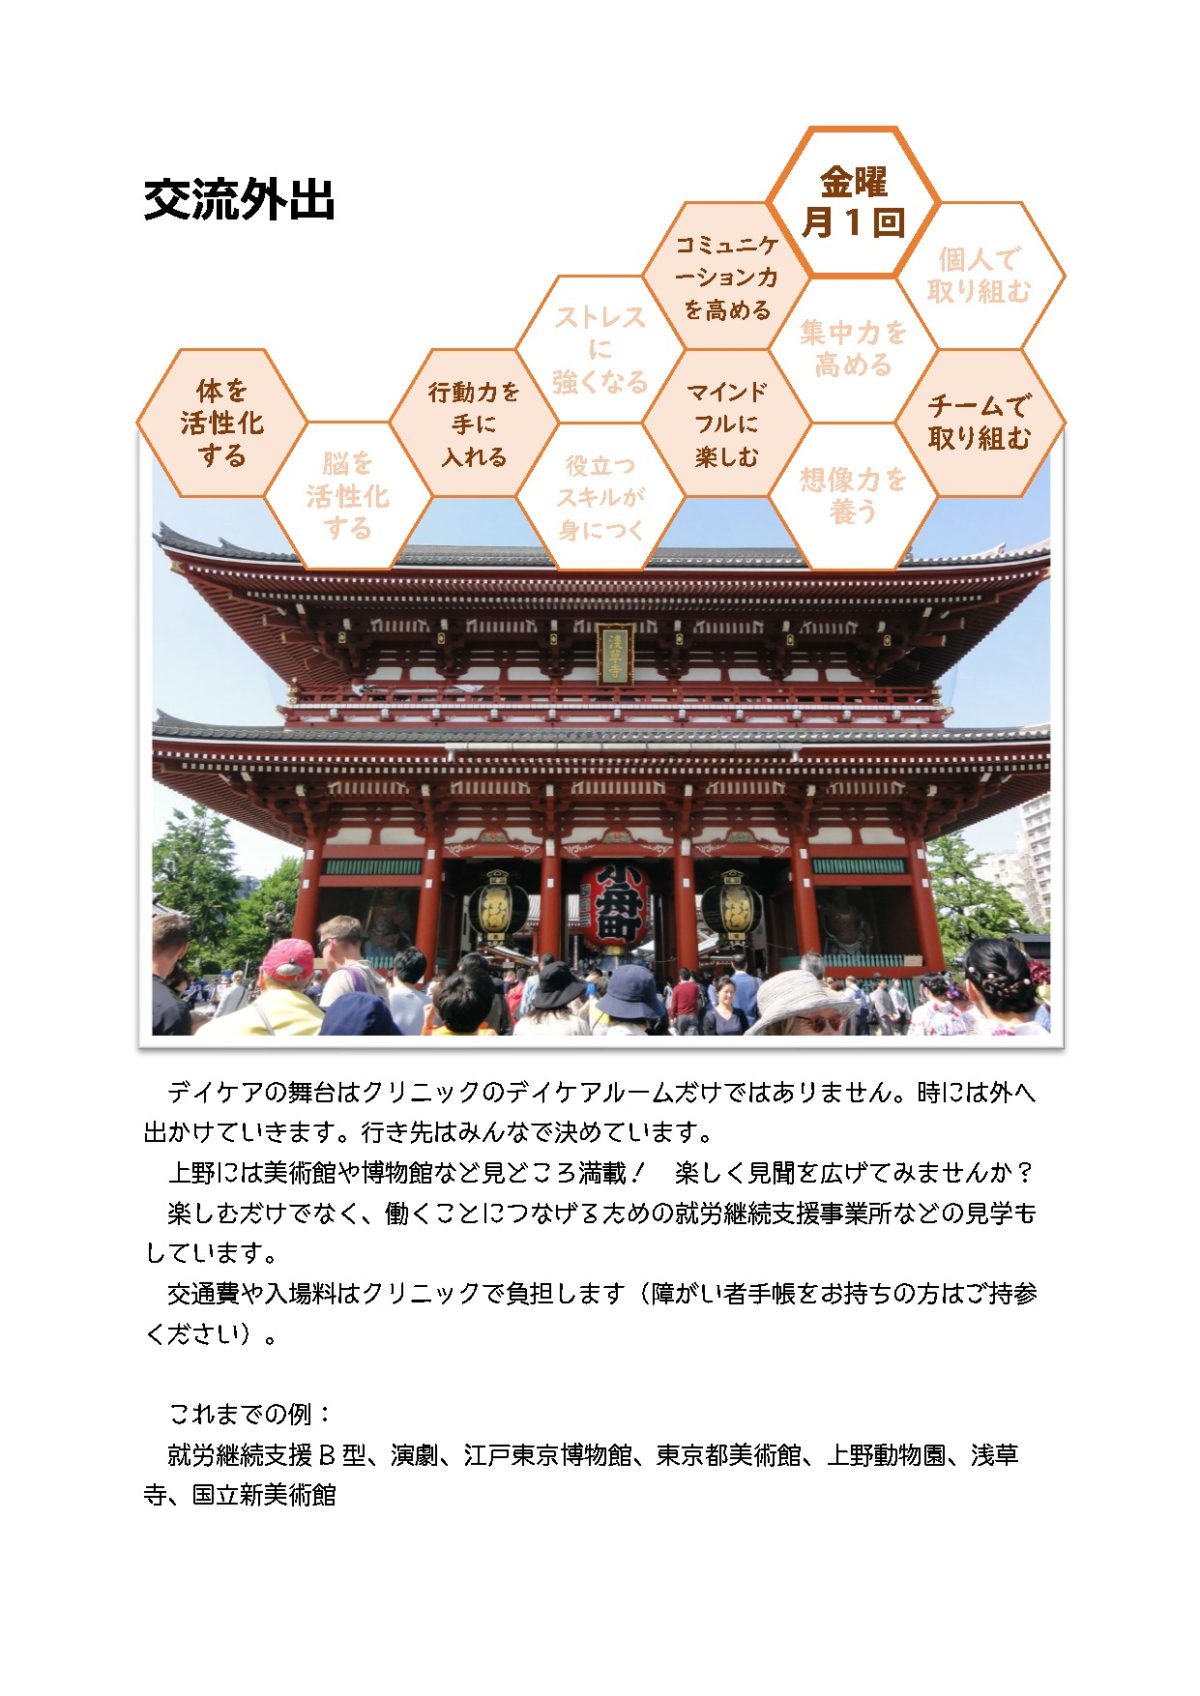 交流外出
金曜
月１回
コミュニケ
ーション力
を高める
個人で
取り組む
ストレス
に
強くなる
集中力を
高める
体を
活性化
する
行動力を
手に
入れる
マインド
フルに
楽しむ
チームで
取り組む
脳を
活性化
する
役立つ
スキルが
身につく
想像力を
養う
浅草寺
小舟町
デイケアの舞台はクリニックのデイケアルームだけではありません。時には外へ
出かけていきます。行き先はみんなで決めています。
上野には美術館や博物館など見どころ満載！　楽しく見聞を広げてみませんか？
楽しむだけでなく、働くことにつなげるための就労継続支援事業所などの見学も
しています。
交通費や入場料はクリニックで負担します（障がい者手帳をお持ちの方はご持参
ください）。
これまでの例：
就労継続支援 B 型、演劇、江戸東京博物館、東京都美術館、上野動物園、浅草
寺、国立新美術館